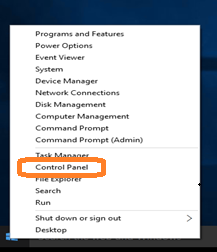 Programs and Features
Power Options
Event Viewer
System
Device Manager
Network Connections
Disk Management
Computer Management
Command Prompt
Command Prompt (Admin)
Task Manager
Control Panel
File Explorer
Search
Run
Shut down or sign out
Desktop